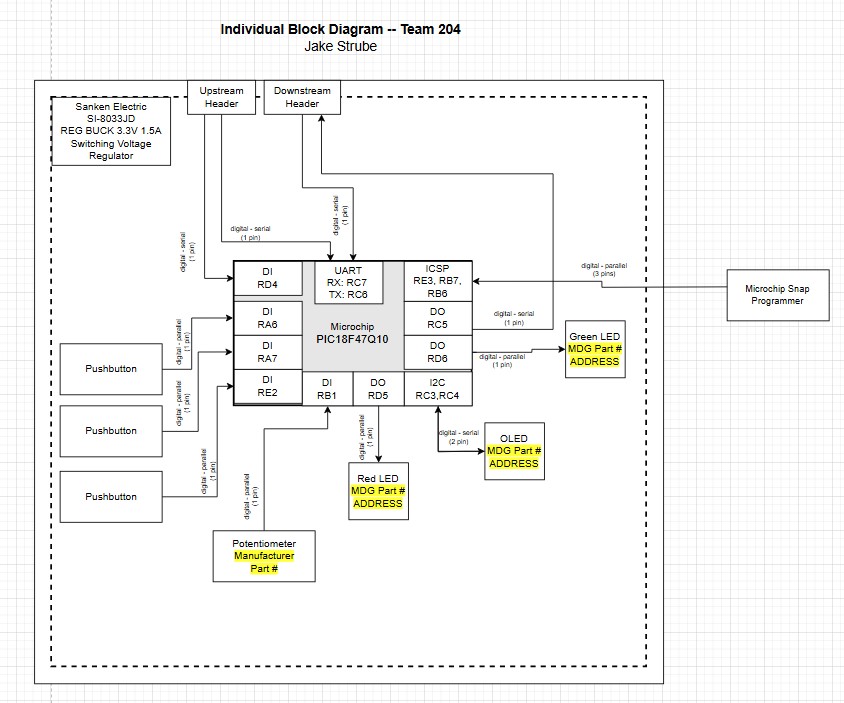 Individual Block Diagram -- Team 204
Jake Strube
Upstream
Header
Downstream
Header
Sanken Electric
SI-8033JD
REG BUCK 3.3V 1.5A
Switching Voltage
Regulator
digital - serial
(1 pin)
digital - serial
(1 pin)
digital - serial
(1 pin)
DI
RD4
UART
RX: RC7
TX: RC6
ICSP
RE3, RB7,
RB6
digital - parallel
(3 pins)
Microchip Snap
Programmer
DI
RA6
Microchip
PIC18F47Q10
DO
RC5
digital - serial
(1 pin)
DI
RA7
DO
RD6
digital - parallel
(1 pin)
Green LED
MDG Part #
ADDRESS
DI
RE2
DI
RB1
DO
RD5
I2C
RC3,RC4
Pushbutton
digital - parallel
(1 pin)
Pushbutton
digital - parallel
(1 pin)
Pushbutton
digital - parallel
(1 pin)
digital - parallel
(1 pin)
digital - parallel
(1 pin)
digital - serial
(2 pin)
OLED
MDG Part #
ADDRESS
Red LED
MDG Part #
ADDRESS
Potentiometer
Manufacturer
Part #